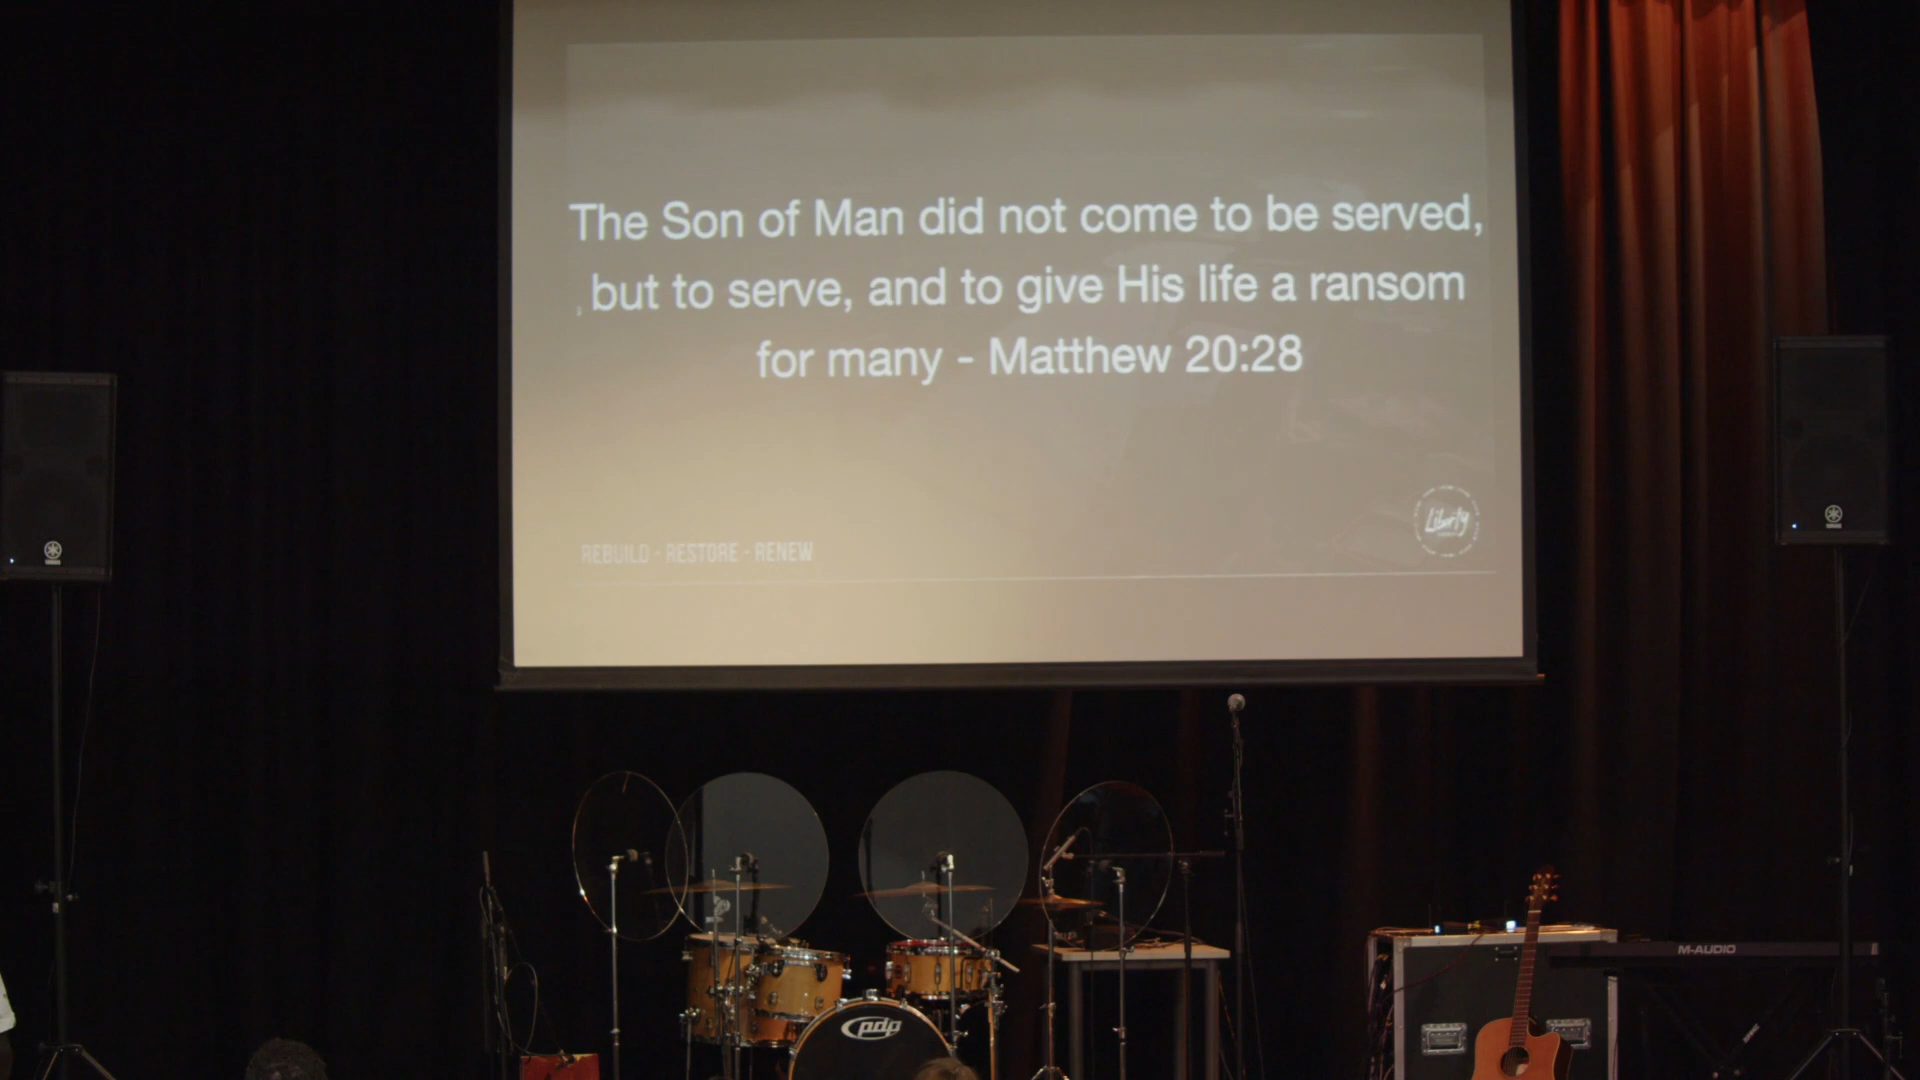 The Son of Man did not come to be served,
but to serve, and to give His life a ransom
for many - Matthew 20:28
REBUILD - RESTORE - RENEW
Liberty
M-AUDIO
pdp